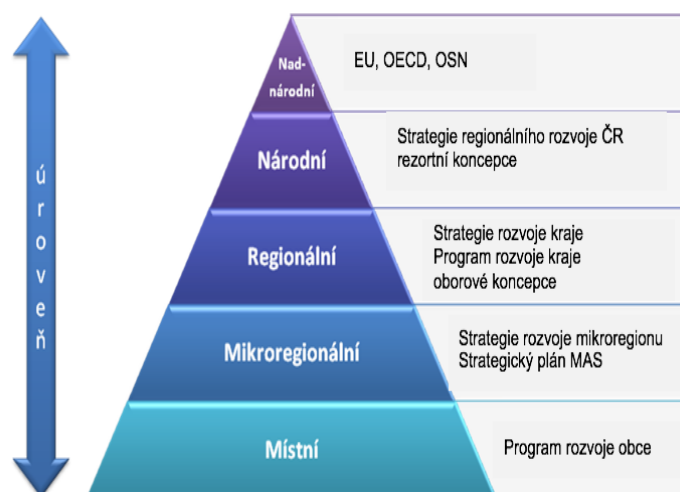 úroveň
Nad-
národní
EU, OECD, OSN
Národní
Strategie regionálního rozvoje ČR
rezortní koncepce
Regionální
Strategie rozvoje kraje
Program rozvoje kraje
oborové koncepce
Mikroregionální
Strategie rozvoje mikroregionu
Strategický plán MAS
Místní
Program rozvoje obce